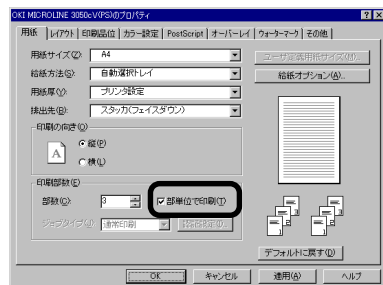 OKI MICROLINE 3050cV(PS)のプロパティ
用紙 レイアウト 印刷品位 カラー設定 PostScript オーバーレイ ウォーターマーク その他
用紙サイズ(Z): A4 ユーザ定義用紙サイズ(M)...
給紙方法(S): 自動選択トレイ 給紙オプション(A)...
用紙厚(Y): プリンタ設定
排出先(B): スタッカ(フェイスダウン)
印刷の向き(O)
縦(P)
A
横(L)
印刷部数(E)
部数(C): 3 部単位で印刷(T)
ジョブタイプ(J): 通常印刷
デフォルトに戻す(D)
OK キャンセル 適用(A) ヘルプ